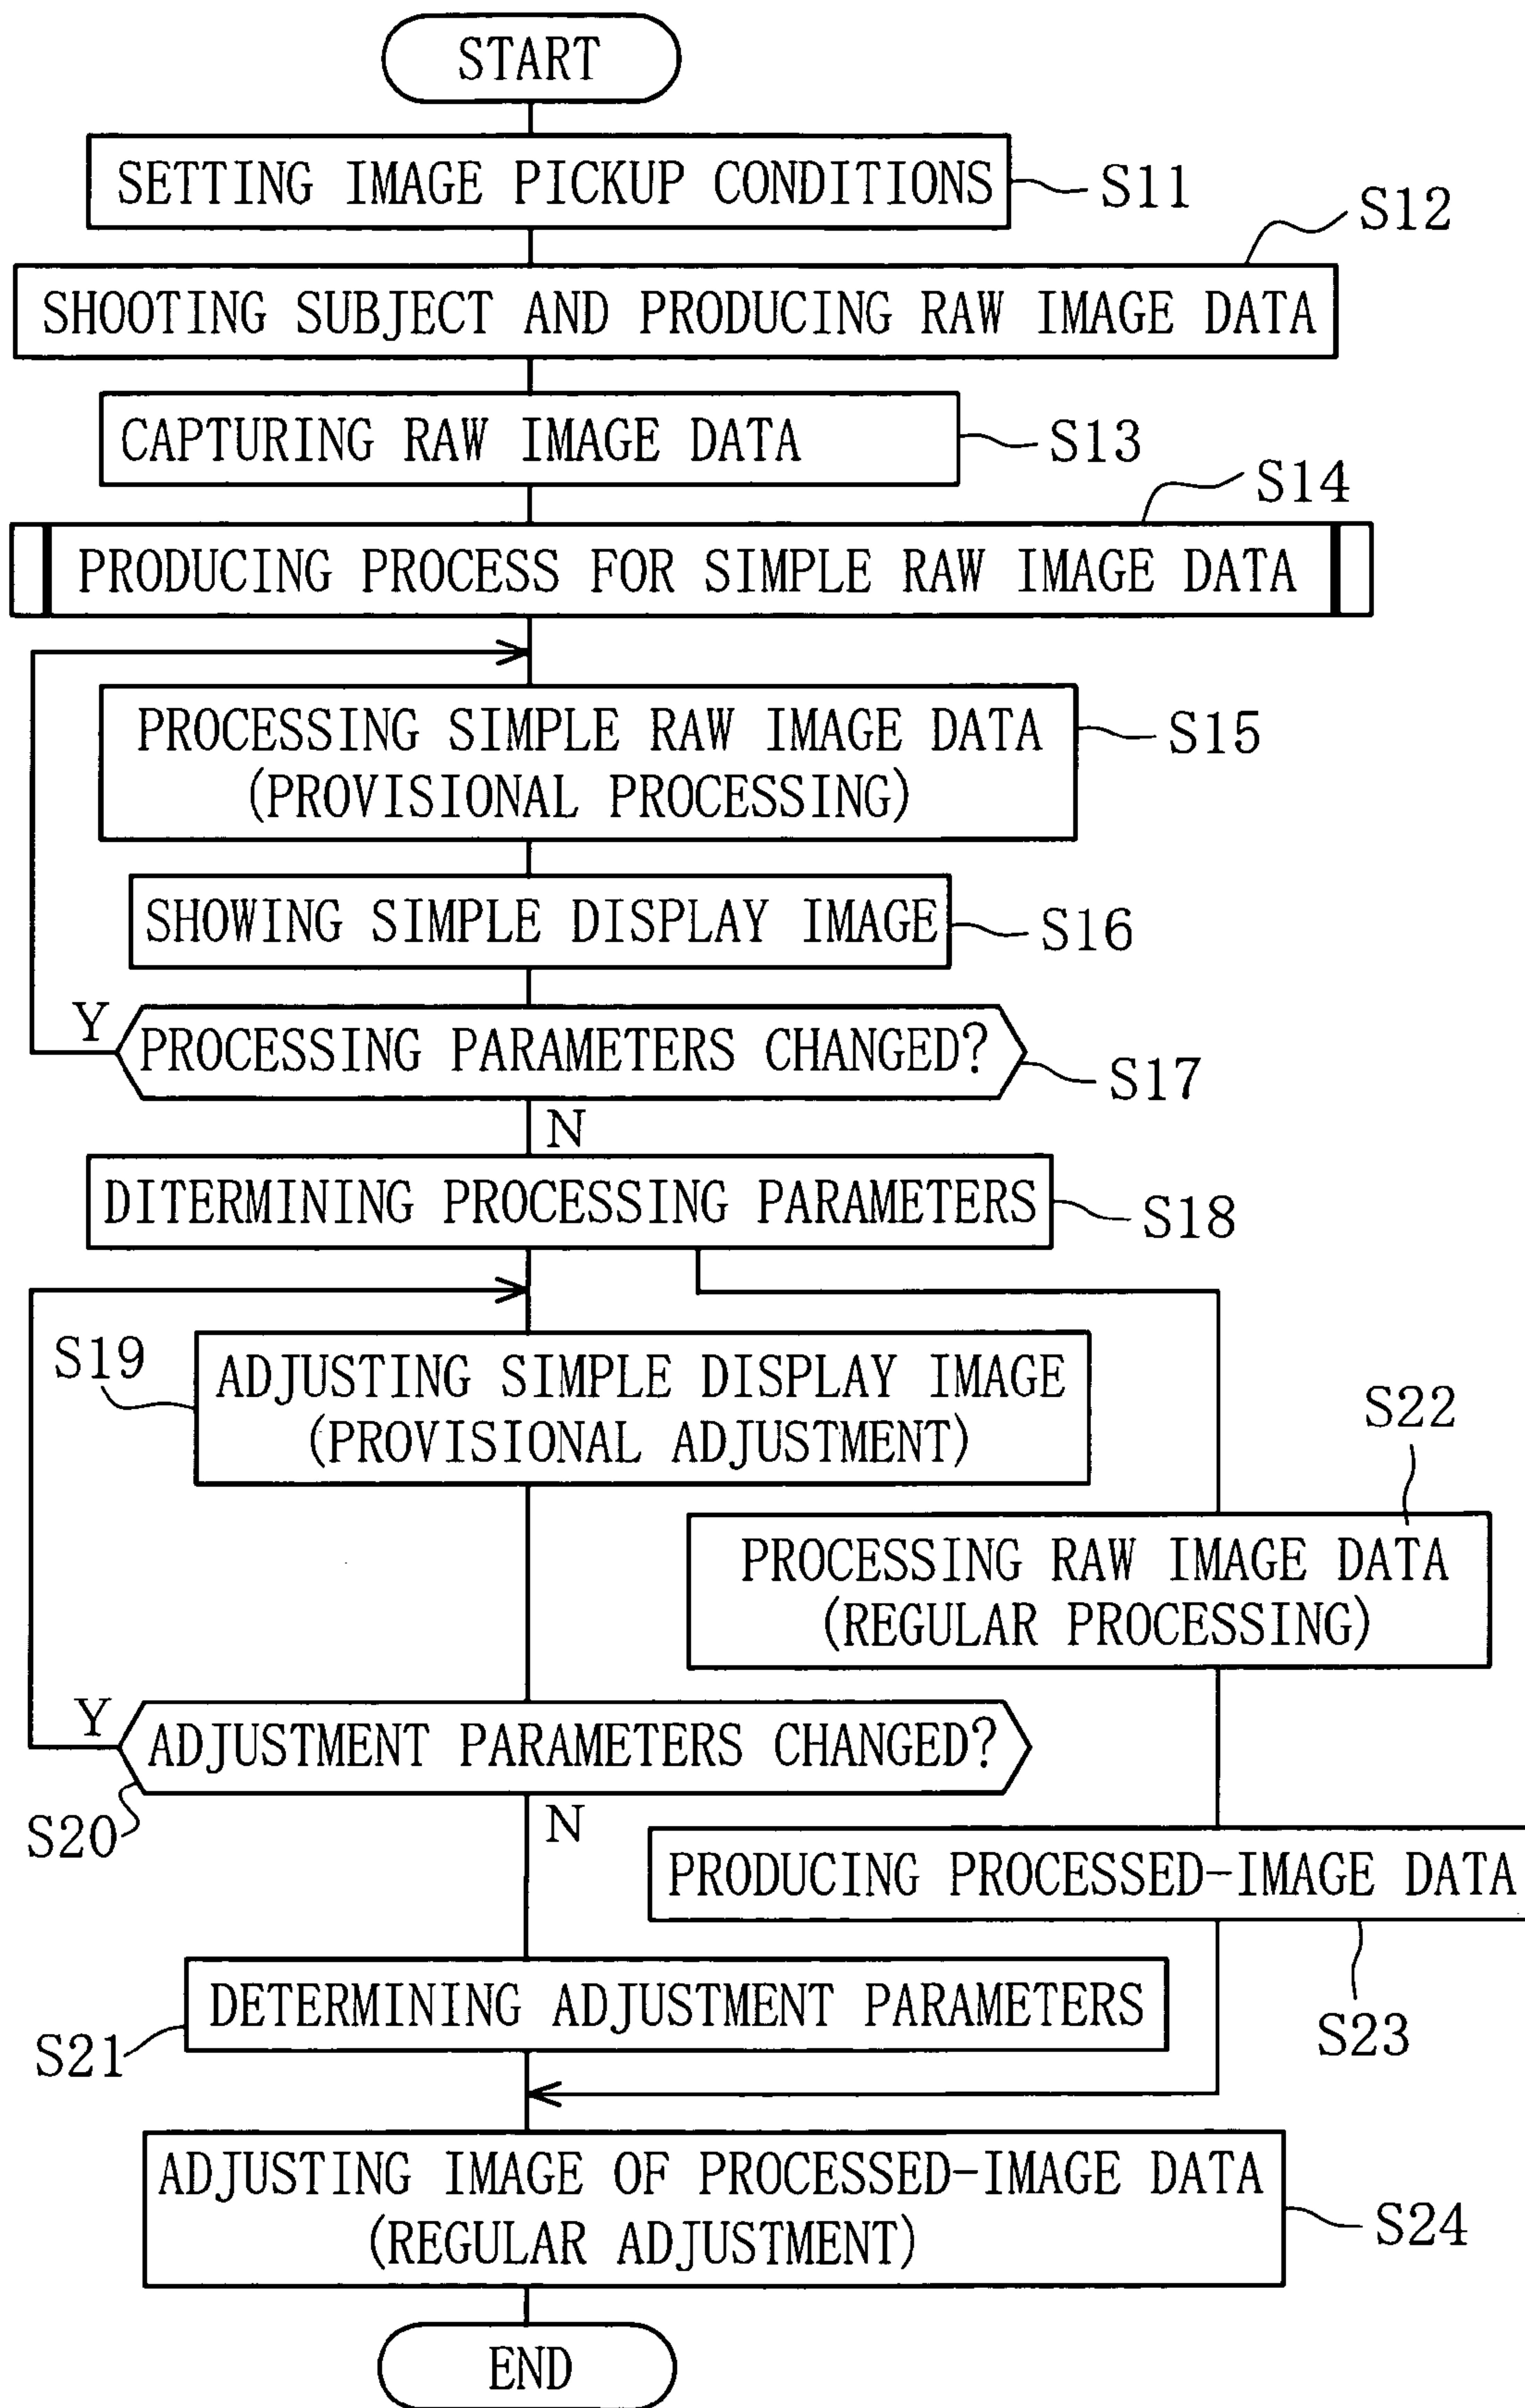 START
SETTING IMAGE PICKUP CONDITIONS
S11
S12
SHOOTING SUBJECT AND PRODUCING RAW IMAGE DATA
CAPTURING RAW IMAGE DATA
S13
S14
PRODUCING PROCESS FOR SIMPLE RAW IMAGE DATA
PROCESSING SIMPLE RAW IMAGE DATA
(PROVISIONAL PROCESSING)
S15
SHOWING SIMPLE DISPLAY IMAGE
S16
Y
PROCESSING PARAMETERS CHANGED?
S17
N
DITERMINING PROCESSING PARAMETERS
S18
S19
ADJUSTING SIMPLE DISPLAY IMAGE
(PROVISIONAL ADJUSTMENT)
S22
PROCESSING RAW IMAGE DATA
(REGULAR PROCESSING)
Y
ADJUSTMENT PARAMETERS CHANGED?
S20
N
PRODUCING PROCESSED-IMAGE DATA
S23
DETERMINING ADJUSTMENT PARAMETERS
S21
ADJUSTING IMAGE OF PROCESSED-IMAGE DATA
(REGULAR ADJUSTMENT)
S24
END